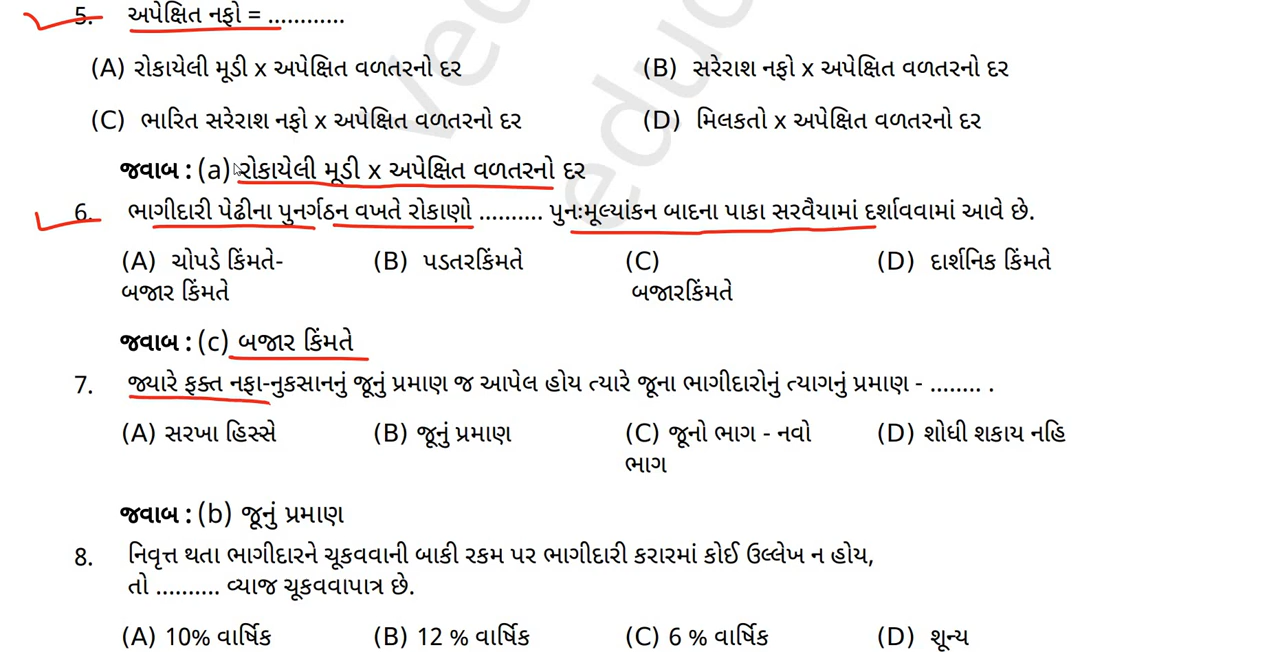 5. અપેક્ષિત નફો = ............
(A) રોકાયેલી મૂડી x અપેક્ષિત વળતરનો દર (B) સરેરાશ નફો x અપેક્ષિત વળતરનો દર
(C) ભારિત સરેરાશ નફો x અપેક્ષિત વળતરનો દર (D) મિલકતો x અપેક્ષિત વળતરનો દર
જવાબ : (a) રોકાયેલી મૂડી x અપેક્ષિત વળતરનો દર
6. ભાગીદારી પેઢીના પુનર્ગઠન વખતે રોકાણો .......... પુનઃમૂલ્યાંકન બાદના પાકા સરવૈયામાં દર્શાવવામાં આવે છે.
(A) ચોપડે કિંમતે- (B) પડતરકિંમતે (C) (D) દાર્શનિક કિંમતે
બજાર કિંમતે બજારકિંમતે
જવાબ : (c) બજાર કિંમતે
7. જ્યારે ફક્ત નફા-નુકસાનનું જૂનું પ્રમાણ જ આપેલ હોય ત્યારે જૂના ભાગીદારોનું ત્યાગનું પ્રમાણ - ........ .
(A) સરખા હિસ્સે (B) જૂનું પ્રમાણ (C) જૂનો ભાગ - નવો (D) શોધી શકાય નહિ
ભાગ
જવાબ : (b) જૂનું પ્રમાણ
8. નિવૃત્ત થતા ભાગીદારને ચૂકવવાની બાકી રકમ પર ભાગીદારી કરારમાં કોઈ ઉલ્લેખ ન હોય,
તો .......... વ્યાજ ચૂકવવાપાત્ર છે.
(A) 10% વાર્ષિક (B) 12 % વાર્ષિક (C) 6 % વાર્ષિક (D) શૂન્ય